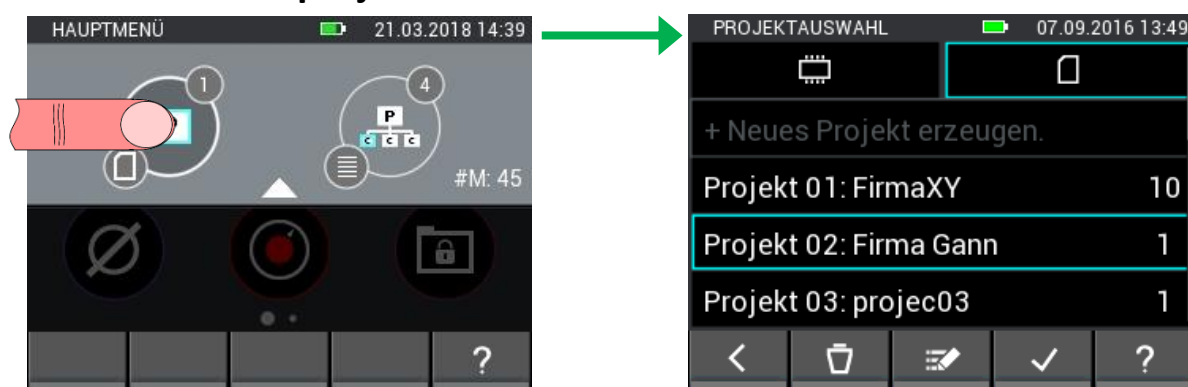 HAUPTMENÜ 21.03.2018 14:39
1
4
P
c c c
#M: 45
?
PROJEKTAUSWAHL 07.09.2016 13:49
+ Neues Projekt erzeugen.
Projekt 01: FirmaXY 10
Projekt 02: Firma Gann 1
Projekt 03: projec03 1
?